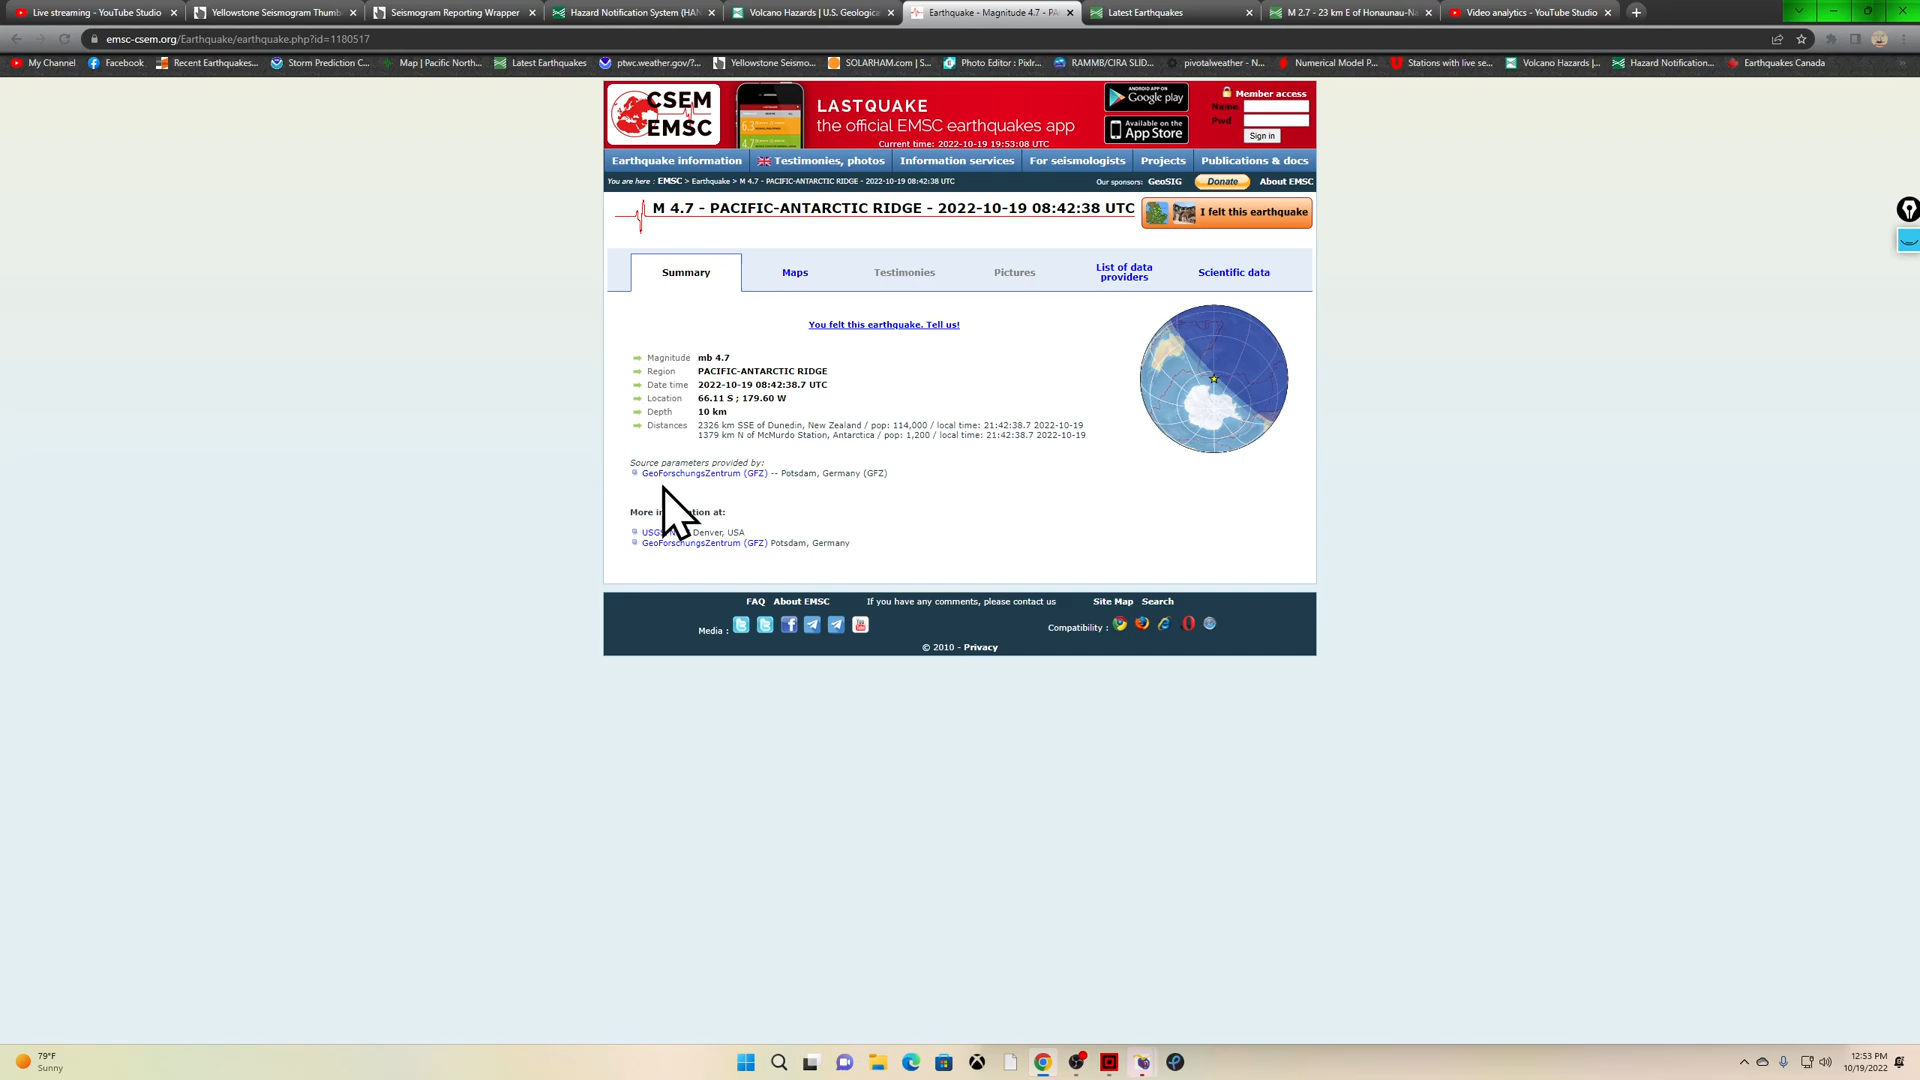 Live streaming - YouTube Studio
Yellowstone Seismogram Thumb
Seismogram Reporting Wrapper
Hazard Notification System (HAN
Volcano Hazards | U.S. Geologica
Earthquake - Magnitude 4.7 - PA
Latest Earthquakes
M 2.7 - 23 km E of Honaunau-Na
Video analytics - YouTube Studio
emsc-csem.org/Earthquake/earthquake.php?id=1180517
My Channel
Facebook
Recent Earthquakes...
Storm Prediction C...
Map | Pacific North...
Latest Earthquakes
ptwc.weather.gov/?...
Yellowstone Seismo...
SOLARHAM.com | S...
Photo Editor : Pixlr...
RAMMB/CIRA SLID...
pivotalweather - N...
Numerical Model P...
Stations with live se...
Volcano Hazards |...
Hazard Notification...
Earthquakes Canada
CSEM
EMSC
LASTQUAKE
the official EMSC earthquakes app
ANDROID APP ON
Google play
Available on the
App Store
Member access
Name
Pwd
Sign in
Current time: 2022-10-19 19:53:08 UTC
Earthquake information
Testimonies, photos
Information services
For seismologists
Projects
Publications & docs
You are here : EMSC > Earthquake > M 4.7 - PACIFIC-ANTARCTIC RIDGE - 2022-10-19 08:42:38 UTC
Our sponsors: GeoSIG
Donate
About EMSC
M 4.7 - PACIFIC-ANTARCTIC RIDGE - 2022-10-19 08:42:38 UTC
I felt this earthquake
Summary
Maps
Testimonies
Pictures
List of data
providers
Scientific data
You felt this earthquake. Tell us!
Magnitude mb 4.7
Region PACIFIC-ANTARCTIC RIDGE
Date time 2022-10-19 08:42:38.7 UTC
Location 66.11 S ; 179.60 W
Depth 10 km
Distances 2326 km SSE of Dunedin, New Zealand / pop: 114,000 / local time: 21:42:38.7 2022-10-19
1379 km N of McMurdo Station, Antarctica / pop: 1,200 / local time: 21:42:38.7 2022-10-19
Source parameters provided by:
GeoForschungsZentrum (GFZ) -- Potsdam, Germany (GFZ)
More at:
Denver, USA
GeoForschungsZentrum (GFZ) Potsdam, Germany
FAQ
About EMSC
If you have any comments, please contact us
Site Map
Search
Media :
Compatibility :
© 2010 - Privacy
79°F
Sunny
12:53 PM
10/19/2022